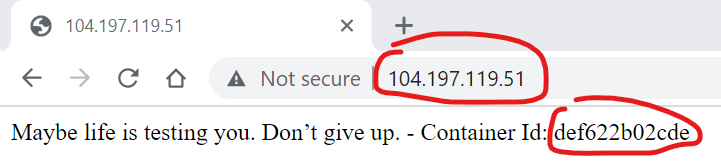 104.197.119.51
Not secure | 104.197.119.51
Maybe life is testing you. Don’t give up. - Container Id: def622b02cde